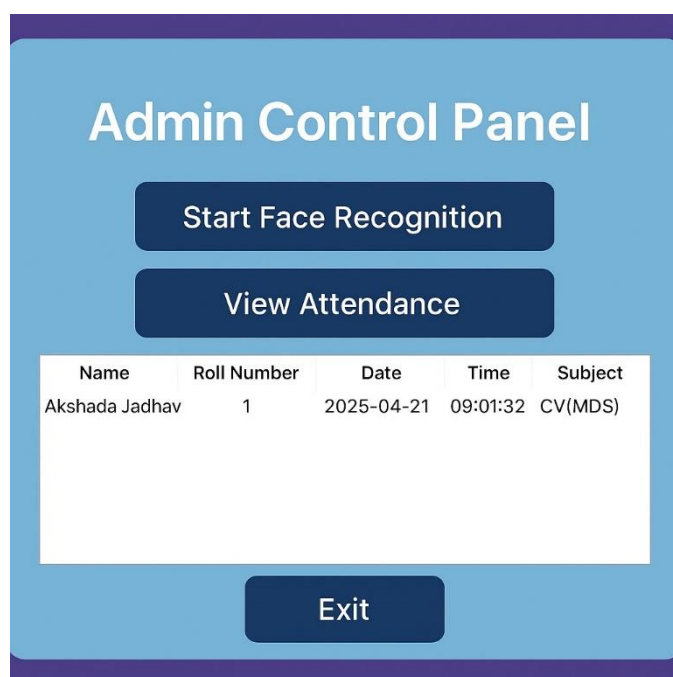 Admin Control Panel
Start Face Recognition
View Attendance
Name Roll Number Date Time Subject
Akshada Jadhav 1 2025-04-21 09:01:32 CV(MDS)
Exit